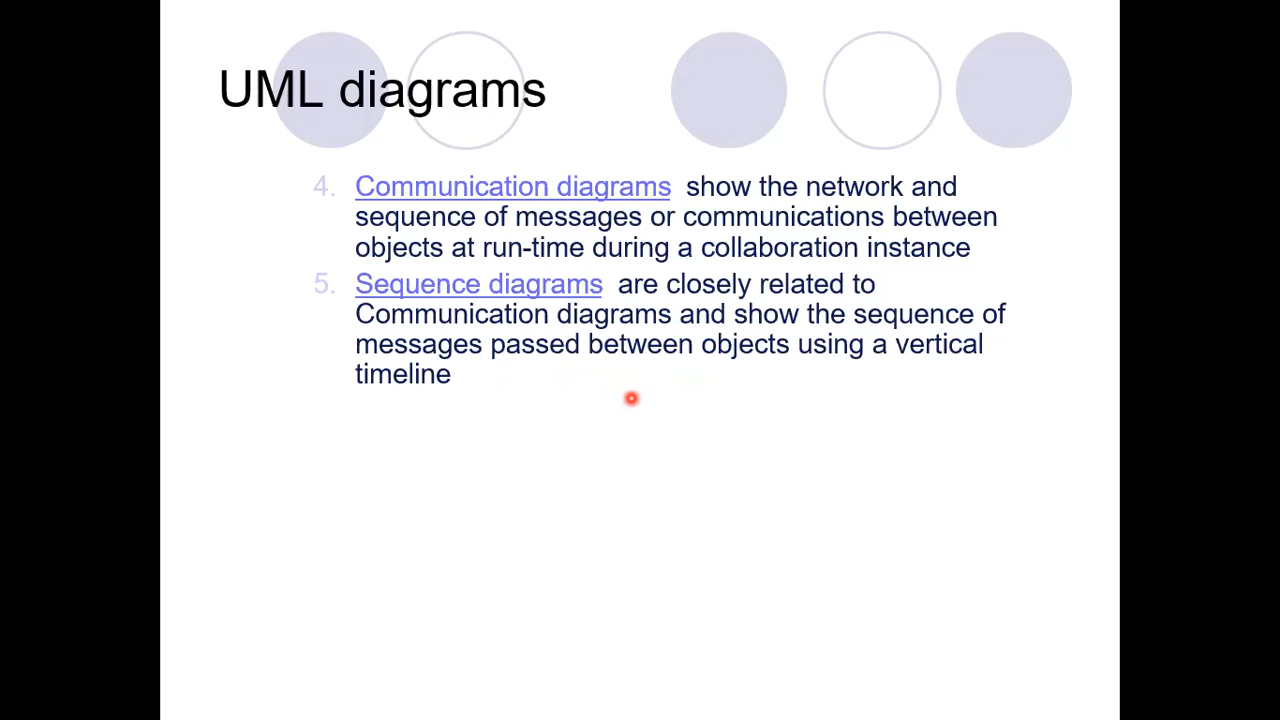 UML diagrams
4. Communication diagrams show the network and
sequence of messages or communications between
objects at run-time during a collaboration instance
5. Sequence diagrams are closely related to
Communication diagrams and show the sequence of
messages passed between objects using a vertical
timeline